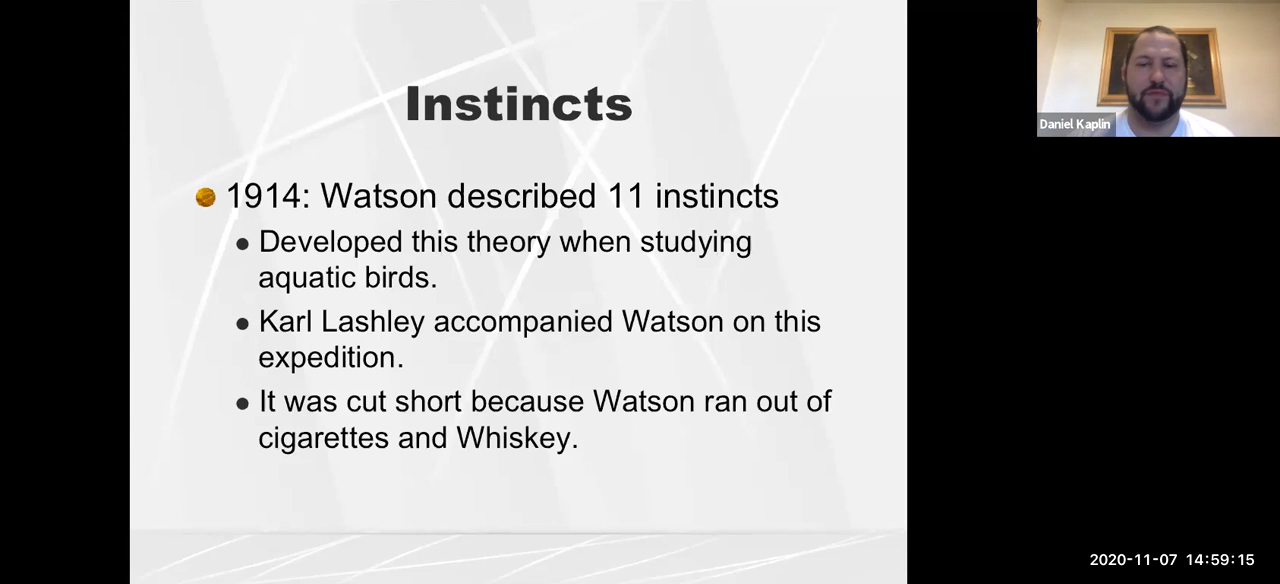 Instincts
1914: Watson described 11 instincts
Developed this theory when studying
aquatic birds.
Karl Lashley accompanied Watson on this
expedition.
It was cut short because Watson ran out of
cigarettes and Whiskey.
Daniel Kaplin
2020-11-07 14:59:15